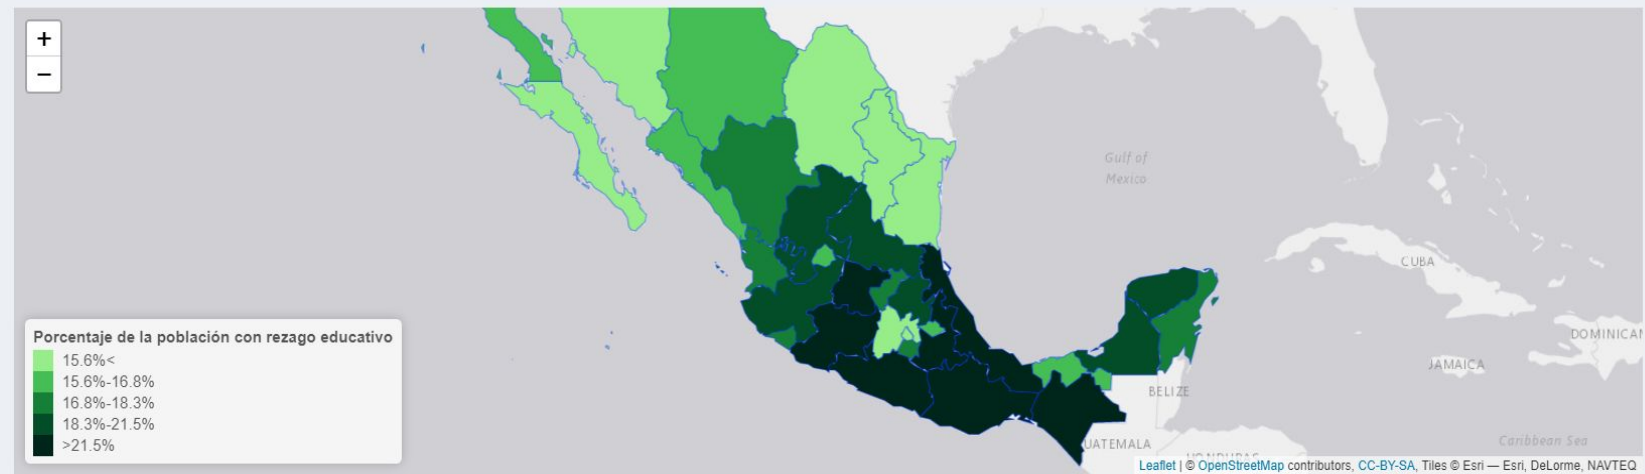 +
−
Gulf of
Mexico
CUBA
DOMINICAN
JAMAICA
BELIZE
UATEMALA
HONDURAS
Caribbean Sea
Porcentaje de la población con rezago educativo
15.6%<
15.6%-16.8%
16.8%-18.3%
18.3%-21.5%
>21.5%
Leaflet | © OpenStreetMap contributors, CC-BY-SA, Tiles © Esri — Esri, DeLorme, NAVTEQ